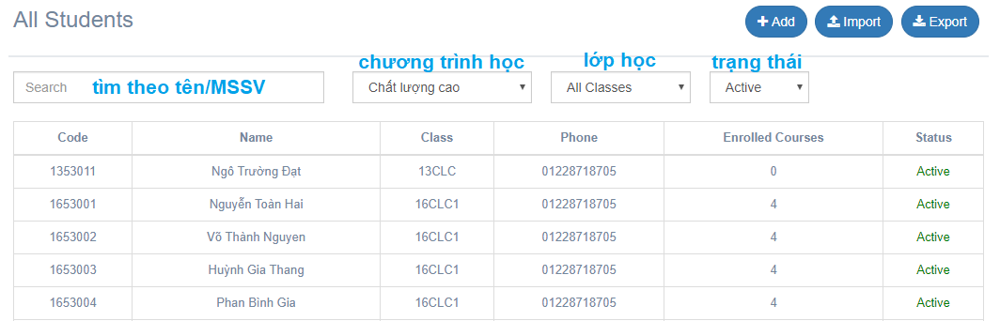 All Students
Add Import Export
chương trình học lớp học trạng thái
Search tìm theo tên/MSSV Chất lượng cao All Classes Active
Code Name Class Phone Enrolled Courses Status
1353011 Ngô Trường Đạt 13CLC 01228718705 0 Active
1653001 Nguyễn Toàn Hai 16CLC1 01228718705 4 Active
1653002 Võ Thành Nguyen 16CLC1 01228718705 4 Active
1653003 Huỳnh Gia Thang 16CLC1 01228718705 4 Active
1653004 Phan Bình Gia 16CLC1 01228718705 4 Active